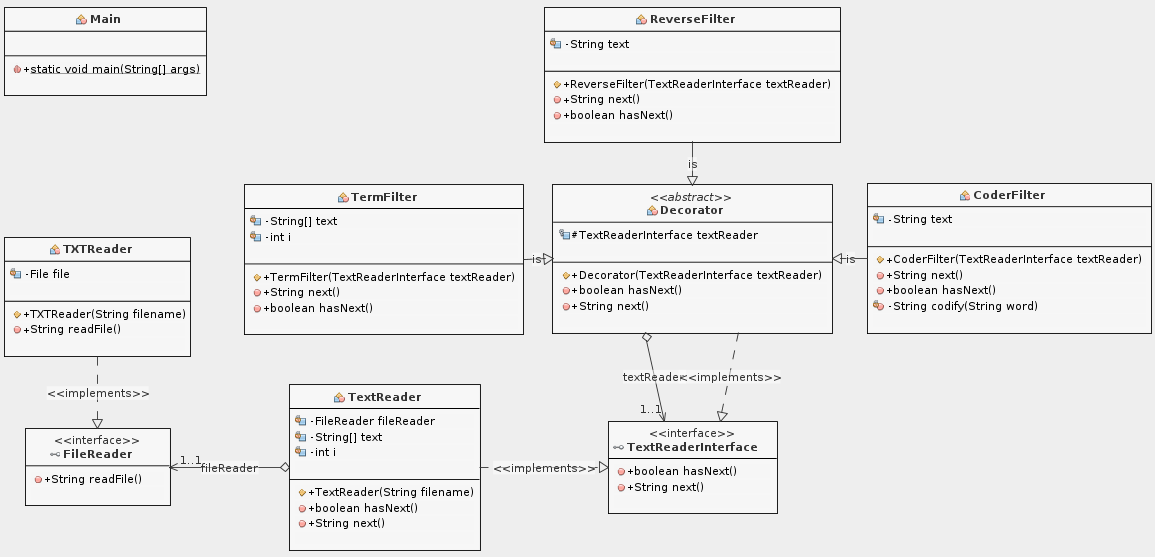 Main
+static void main(String[] args)
ReverseFilter
-String text
+ReverseFilter(TextReaderInterface textReader)
+String next()
+boolean hasNext()
is
TermFilter
-String[] text
-int i
+TermFilter(TextReaderInterface textReader)
+String next()
+boolean hasNext()
is
<<abstract>>
Decorator
#TextReaderInterface textReader
+Decorator(TextReaderInterface textReader)
+boolean hasNext()
+String next()
is
CoderFilter
-String text
+CoderFilter(TextReaderInterface textReader)
+String next()
+boolean hasNext()
-String codify(String word)
TXTReader
-File file
+TXTReader(String filename)
+String readFile()
<<implements>>
textReader
<<implements>>
1..1
<<interface>>
FileReader
+String readFile()
1..1
fileReader
TextReader
-FileReader fileReader
-String[] text
-int i
+TextReader(String filename)
+boolean hasNext()
+String next()
<<implements>>
<<interface>>
TextReaderInterface
+boolean hasNext()
+String next()